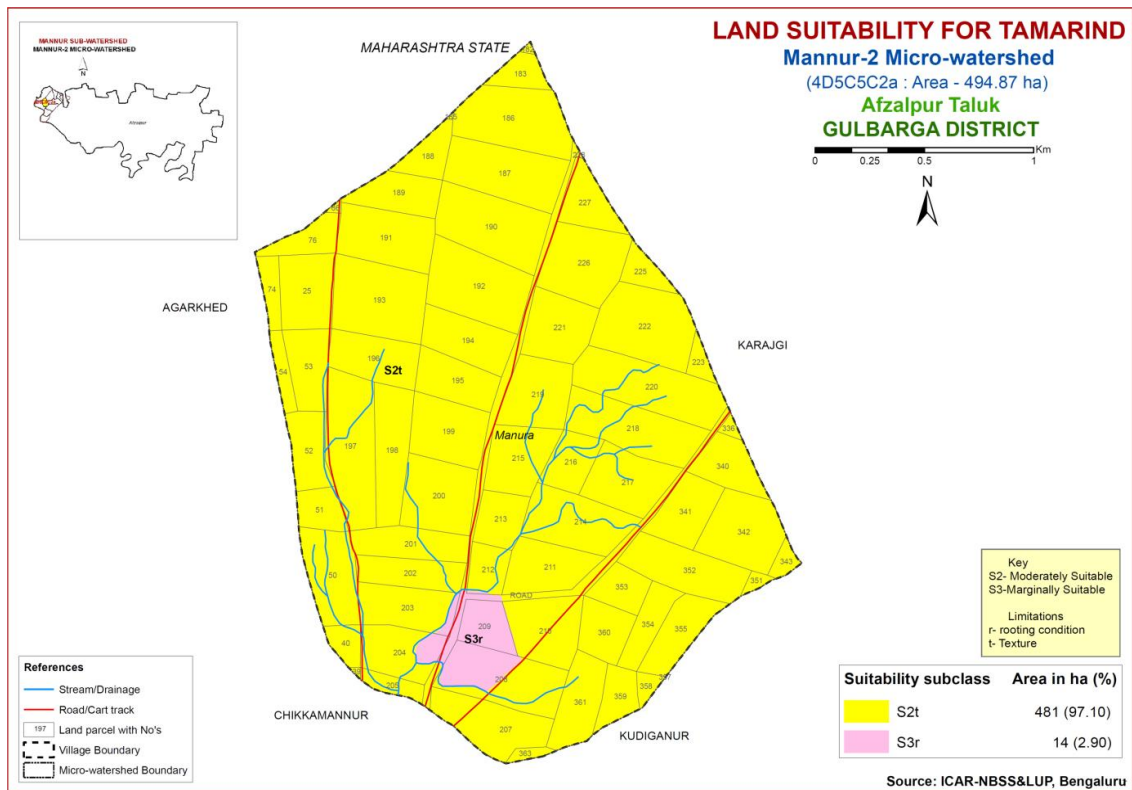 MANNUR SUB-WATERSHED
MANNUR-2 MICRO-WATERSHED
N
Afzalpur
MAHARASHTRA STATE
LAND SUITABILITY FOR TAMARIND
Mannur-2 Micro-watershed
(4D5C5C2a : Area - 494.87 ha)
Afzalpur Taluk
GULBARGA DISTRICT
Km
0 0.25 0.5 1
N
183
186
188
187
228
189
227
190
76
191
226
225
74
25
193
192
222
221
AGARKHED
KARAJGI
194
223
54
53
196
S2t
195
220
219
199
Manura
218
336
52
197
198
215
216
340
217
200
51
213
214
341
342
201
343
50
202
212
211
352
351
353
ROAD
203
209
210
360
354
355
40
204
S3r
205
208
361
359
358
357
207
363
CHIKKAMANNUR
KUDIGANUR
Key
S2- Moderately Suitable
S3-Marginally Suitable
Limitations
r- rooting condition
t- Texture
References
Stream/Drainage
Road/Cart track
197 Land parcel with No's
Village Boundary
Micro-watershed Boundary
Suitability subclass Area in ha (%)
S2t 481 (97.10)
S3r 14 (2.90)
Source: ICAR-NBSS&LUP, Bengaluru